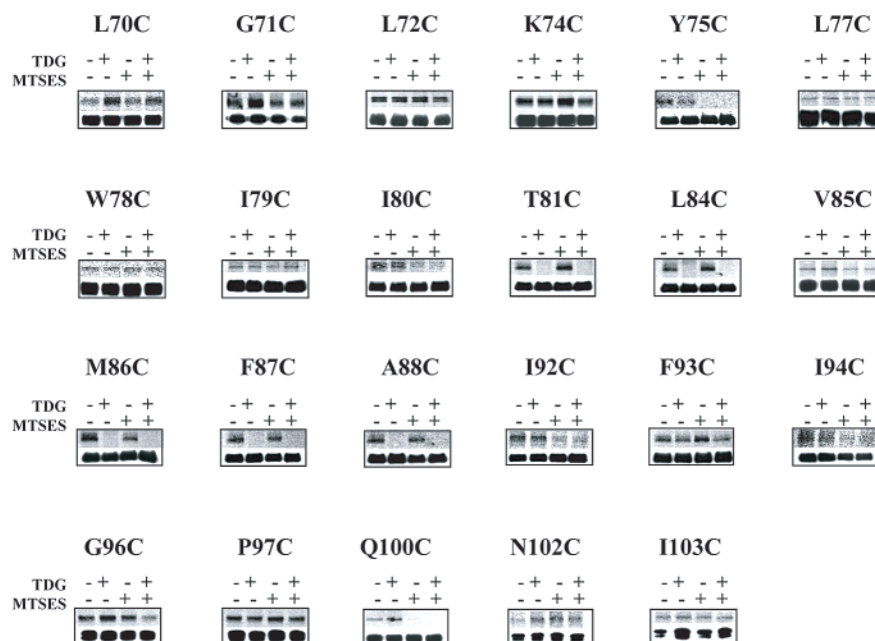 L70C G71C L72C K74C Y75C L77C
TDG - + - + - + - + - + - + - + - + - + - + - + - +
MTSES - - + + - - + + - - + + - - + + - - + + - - + +
W78C I79C I80C T81C L84C V85C
TDG - + - + - + - + - + - + - + - + - + - + - + - +
MTSES - - + + - - + + - - + + - - + + - - + + - - + +
M86C F87C A88C I92C F93C I94C
TDG - + - + - + - + - + - + - + - + - + - + - + - +
MTSES - - + + - - + + - - + + - - + + - - + + - - + +
G96C P97C Q100C N102C I103C
TDG - + - + - + - + - + - + - + - + - + - +
MTSES - - + + - - + + - - + + - - + + - - + +